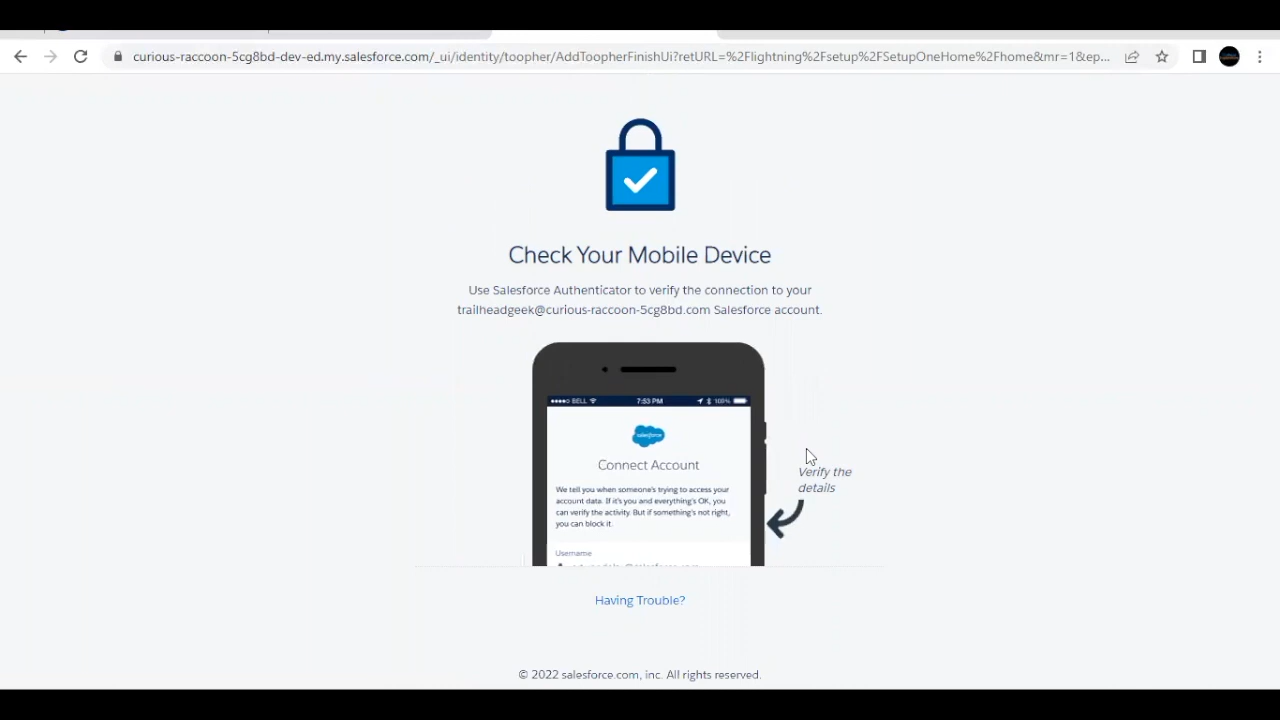 curious-raccoon-5cg8bd-dev-ed.my.salesforce.com/_ui/identity/toopher/AddToopherFinishUi?retURL=%2Flightning%2Fsetup%2FSetupOneHome%2Fhome&mr=1&ep...
Check Your Mobile Device
Use Salesforce Authenticator to verify the connection to your
trailheadgeek@curious-raccoon-5cg8bd.com Salesforce account.
BELL 7:53 PM 100%
salesforce
Connect Account
We tell you when someone's trying to access your
account data. If it's you and everything's OK, you
can verify the activity. But if something's not right,
you can block it.
Verify the
details
Username
Having Trouble?
© 2022 salesforce.com, inc. All rights reserved.